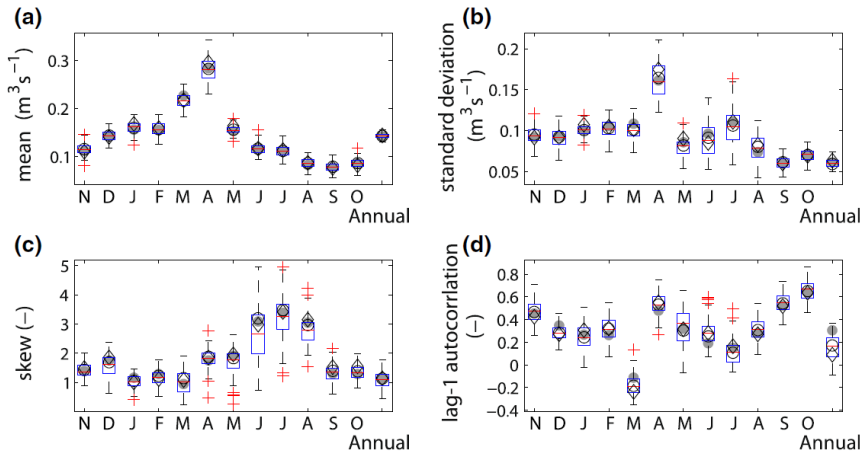 (a)
mean (m³s⁻¹)
0.3
0.2
0.1
N D J F M A M J J A S O
Annual
(b)
standard deviation
(m³s⁻¹)
0.2
0.15
0.1
0.05
N D J F M A M J J A S O
Annual
(c)
skew (−)
5
4
3
2
1
N D J F M A M J J A S O
Annual
(d)
lag-1 autocorrlation
(−)
0.8
0.6
0.4
0.2
0
−0.2
−0.4
N D J F M A M J J A S O
Annual